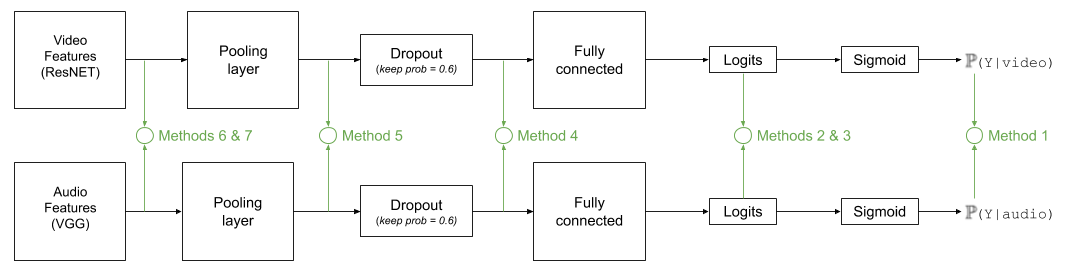 Video
Features
(ResNET)
Pooling
layer
Dropout
(keep prob = 0.6)
Fully
connected
Logits
Sigmoid
ℙ(Y|video)
Methods 6 & 7
Method 5
Method 4
Methods 2 & 3
Method 1
Audio
Features
(VGG)
Pooling
layer
Dropout
(keep prob = 0.6)
Fully
connected
Logits
Sigmoid
ℙ(Y|audio)